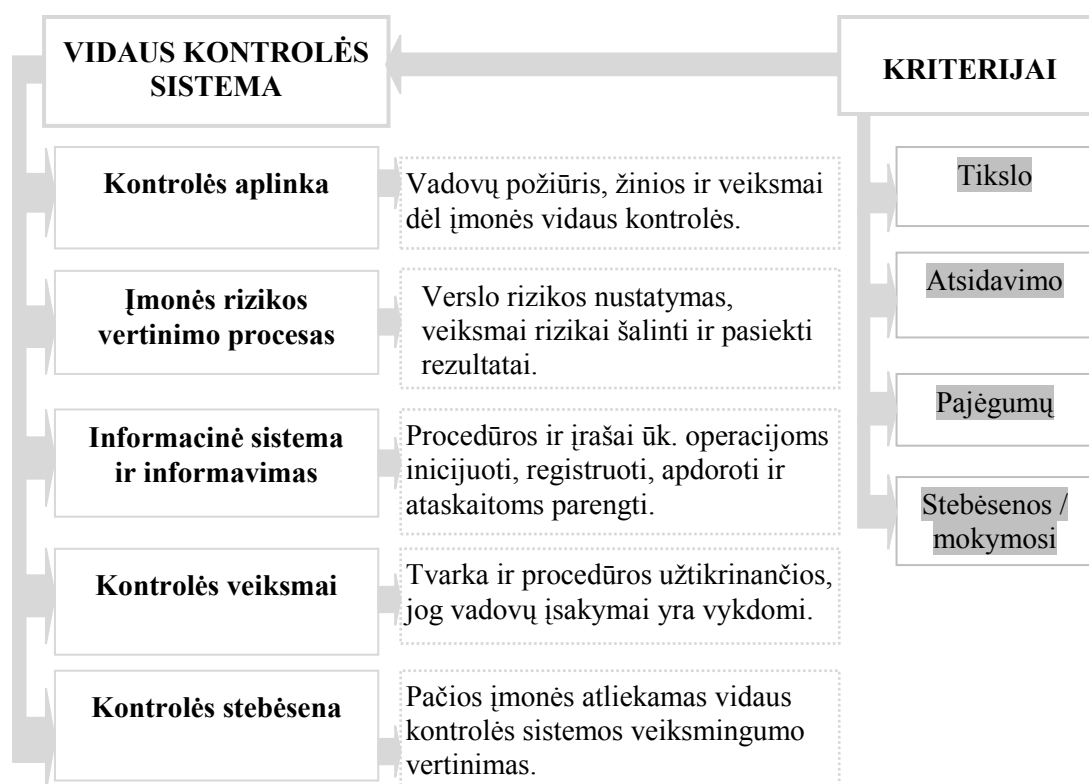 VIDAUS KONTROLĖS
SISTEMA
KRITERIJAI
Kontrolės aplinka
Vadovų požiūris, žinios ir veiksmai
dėl įmonės vidaus kontrolės.
Įmonės rizikos
vertinimo procesas
Verslo rizikos nustatymas,
veiksmai rizikai šalinti ir pasiekti
rezultatai.
Informacinė sistema
ir informavimas
Procedūros ir įrašai ūk. operacijoms
inicijuoti, registruoti, apdoroti ir
ataskaitoms parengti.
Kontrolės veiksmai
Tvarka ir procedūros užtikrinančios,
jog vadovų įsakymai yra vykdomi.
Kontrolės stebėsena
Pačios įmonės atliekamas vidaus
kontrolės sistemos veiksmingumo
vertinimas.
Tikslo
Atsidavimo
Pajėgumų
Stebėsenos /
mokymosi